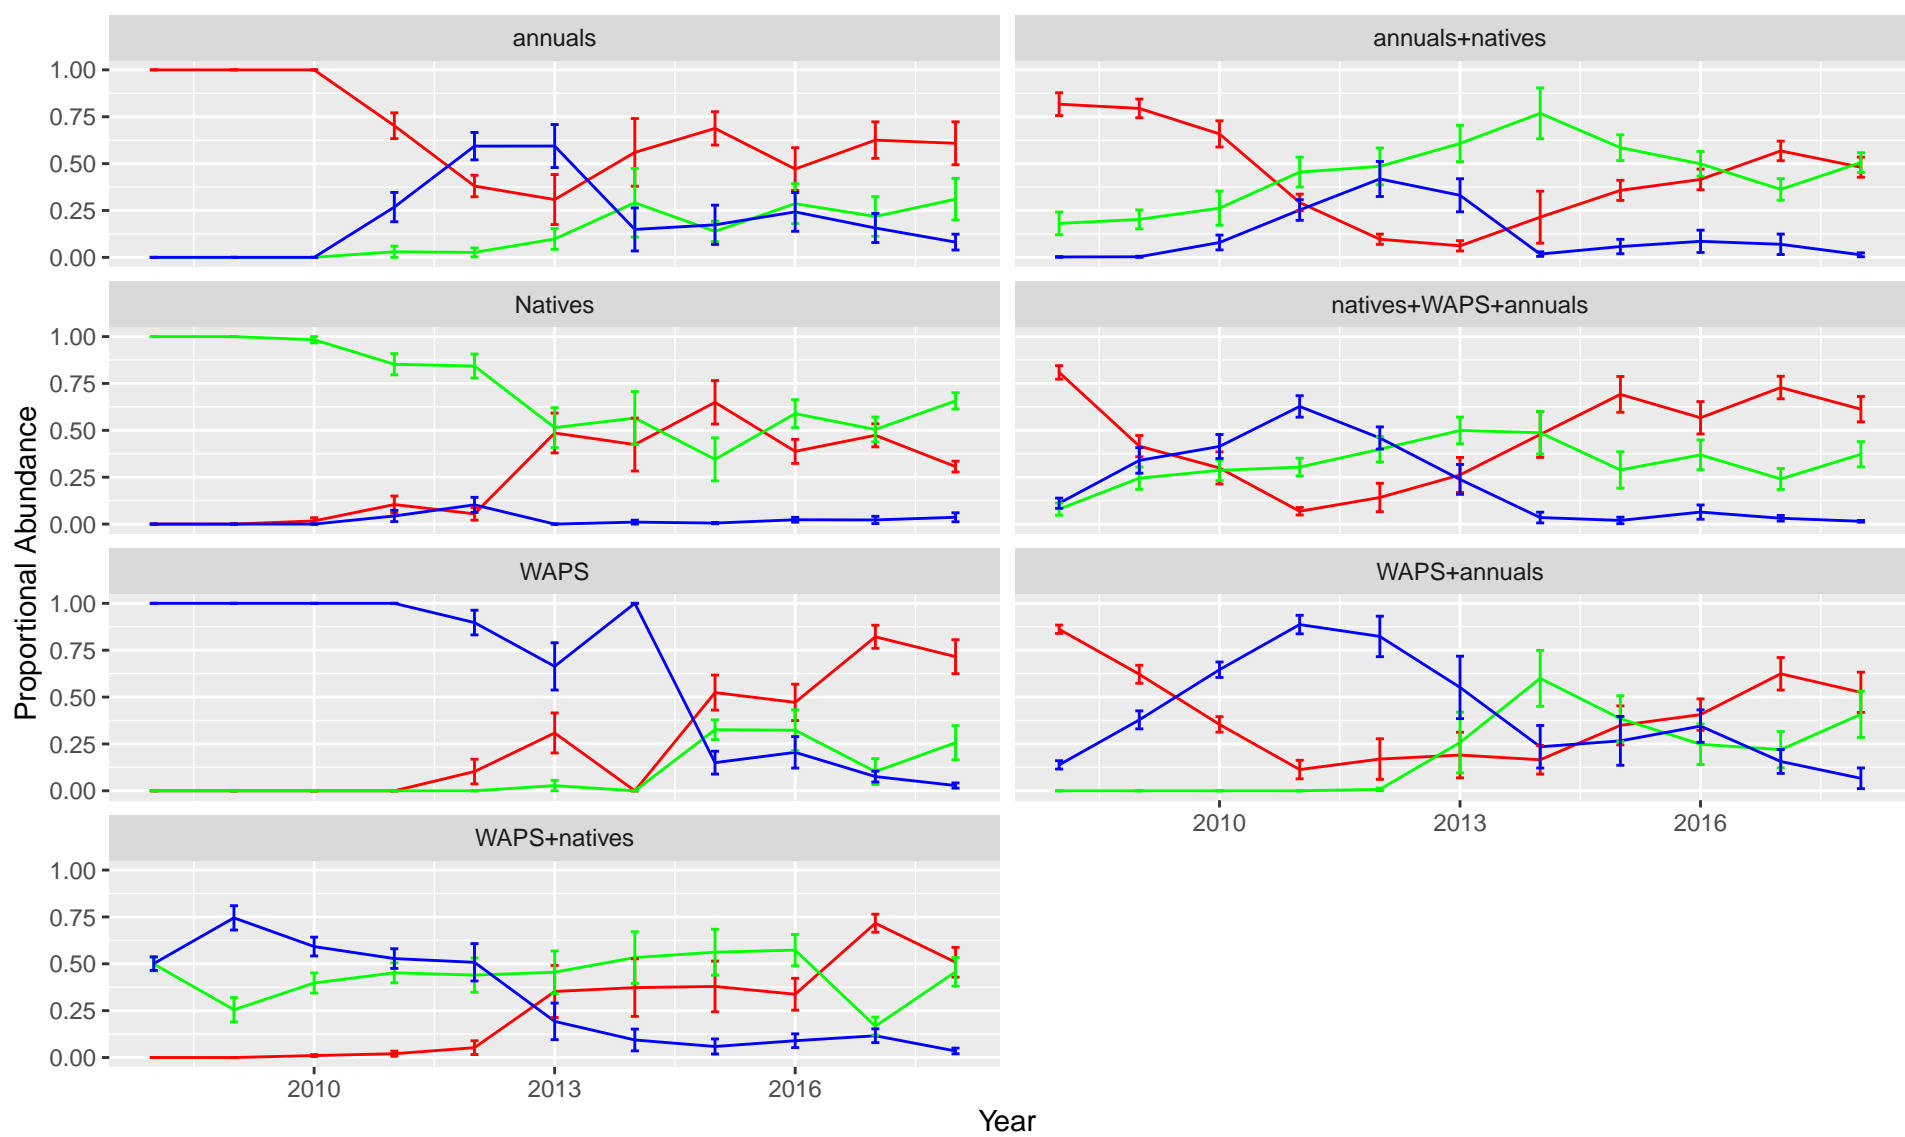 annuals
annuals+natives
1.00
0.75
0.50
0.25
0.00
Natives
natives+WAPS+annuals
1.00
0.75
0.50
0.25
0.00
WAPS
WAPS+annuals
1.00
0.75
0.50
0.25
0.00
2010
2013
2016
WAPS+natives
1.00
0.75
0.50
0.25
0.00
2010
2013
2016
Year
Proportional Abundance